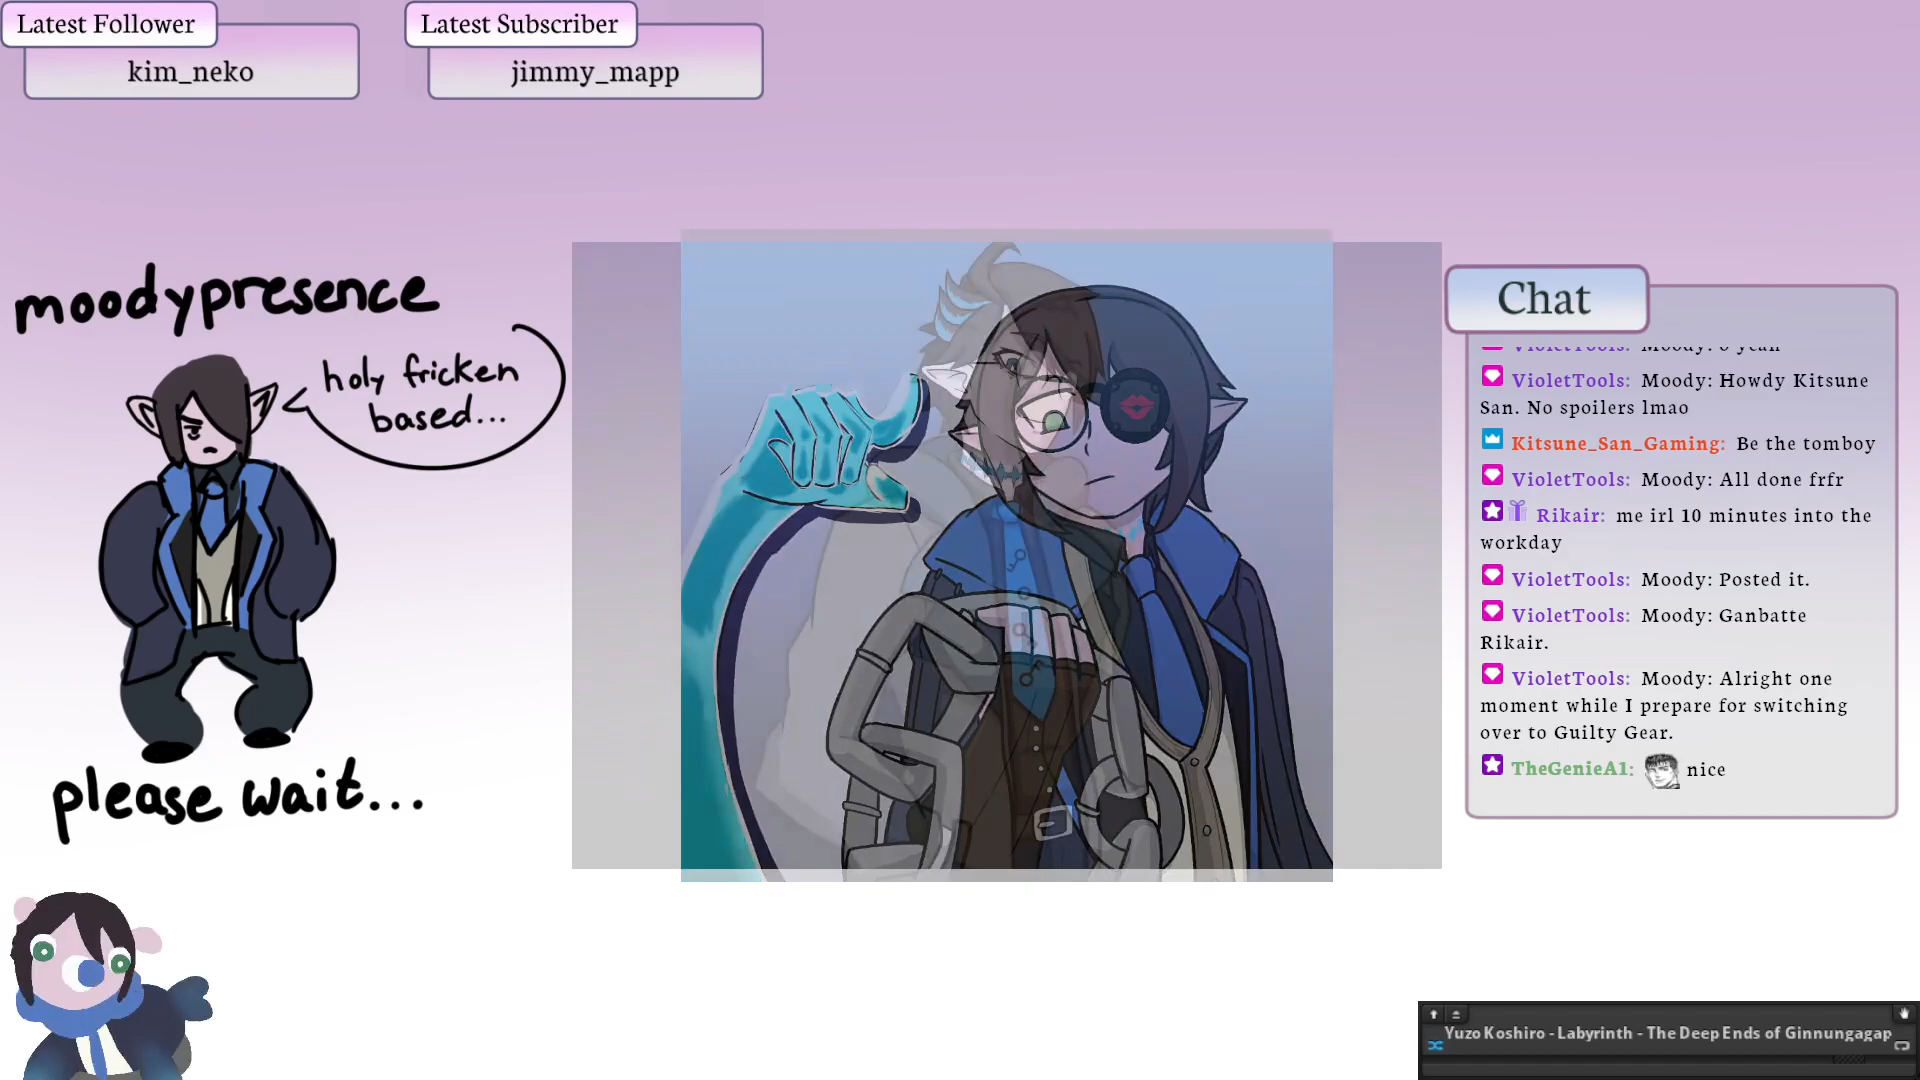 Latest Follower
kim_neko
Latest Subscriber
jimmy_mapp
moodypresence
holy fricken
based...
please wait...
Chat
VioletTools: Moody: o yeah
VioletTools: Moody: Howdy Kitsune
San. No spoilers lmao
Kitsune_San_Gaming: Be the tomboy
VioletTools: Moody: All done frfr
Rikair: me irl 10 minutes into the
workday
VioletTools: Moody: Posted it.
VioletTools: Moody: Ganbatte
Rikair.
VioletTools: Moody: Alright one
moment while I prepare for switching
over to Guilty Gear.
TheGenieA1: nice
Yuzo Koshiro - Labyrinth - The Deep Ends of Ginnungagap